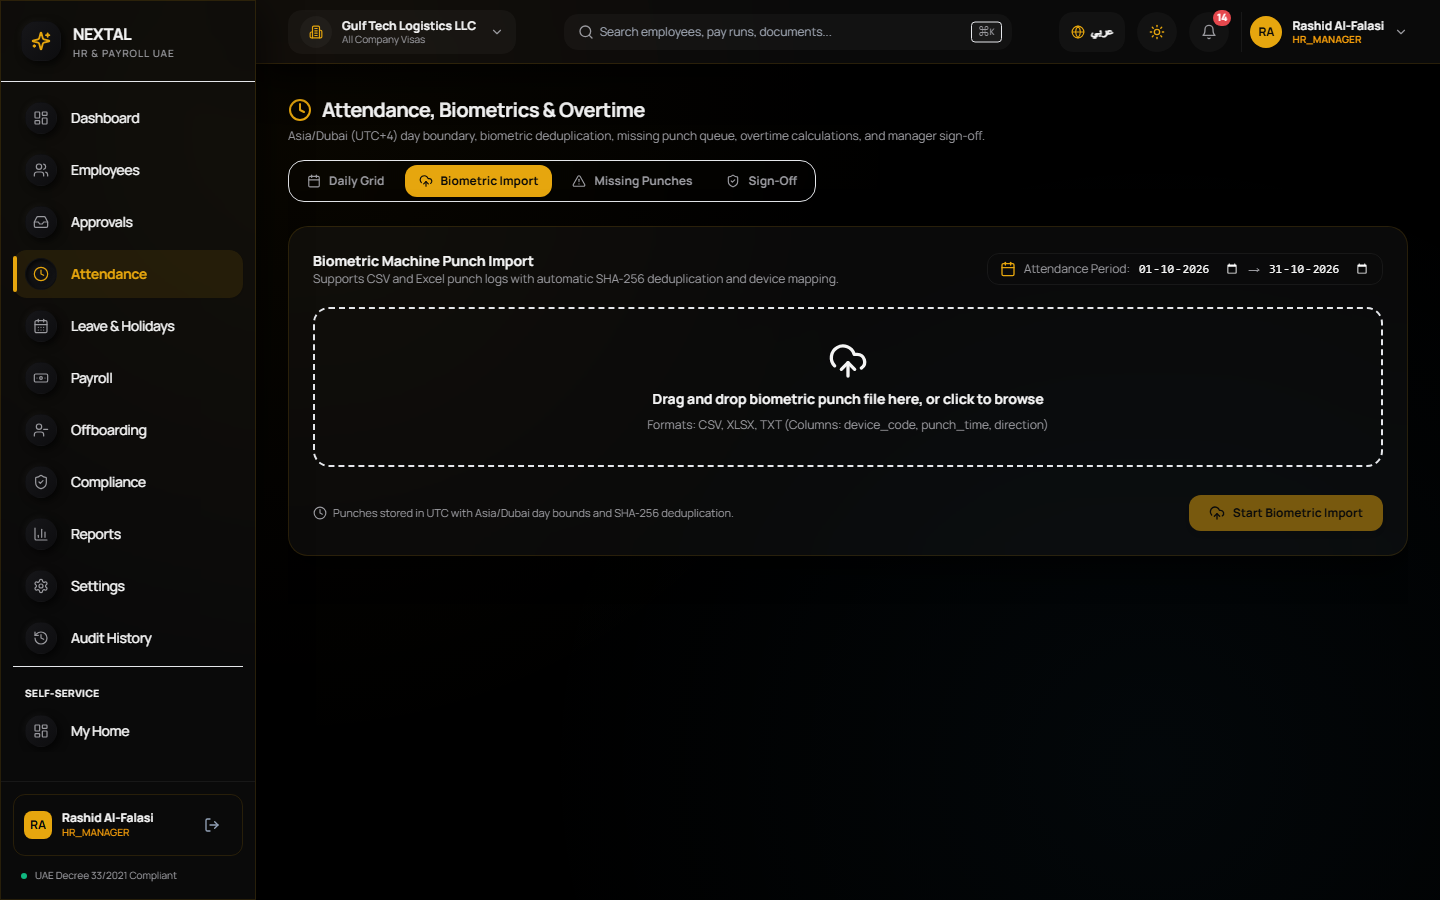 NEXTAL
HR & PAYROLL UAE
Gulf Tech Logistics LLC
All Company Visas
Search employees, pay runs, documents...
⌘K
عربي
14
RA
Rashid Al-Falasi
HR_MANAGER
Dashboard
Employees
Approvals
Attendance
Leave & Holidays
Payroll
Offboarding
Compliance
Reports
Settings
Audit History
SELF-SERVICE
My Home
RA
Rashid Al-Falasi
HR_MANAGER
UAE Decree 33/2021 Compliant
Attendance, Biometrics & Overtime
Asia/Dubai (UTC+4) day boundary, biometric deduplication, missing punch queue, overtime calculations, and manager sign-off.
Daily Grid
Biometric Import
Missing Punches
Sign-Off
Biometric Machine Punch Import
Supports CSV and Excel punch logs with automatic SHA-256 deduplication and device mapping.
Attendance Period: 01-10-2026 → 31-10-2026
Drag and drop biometric punch file here, or click to browse
Formats: CSV, XLSX, TXT (Columns: device_code, punch_time, direction)
Punches stored in UTC with Asia/Dubai day bounds and SHA-256 deduplication.
Start Biometric Import